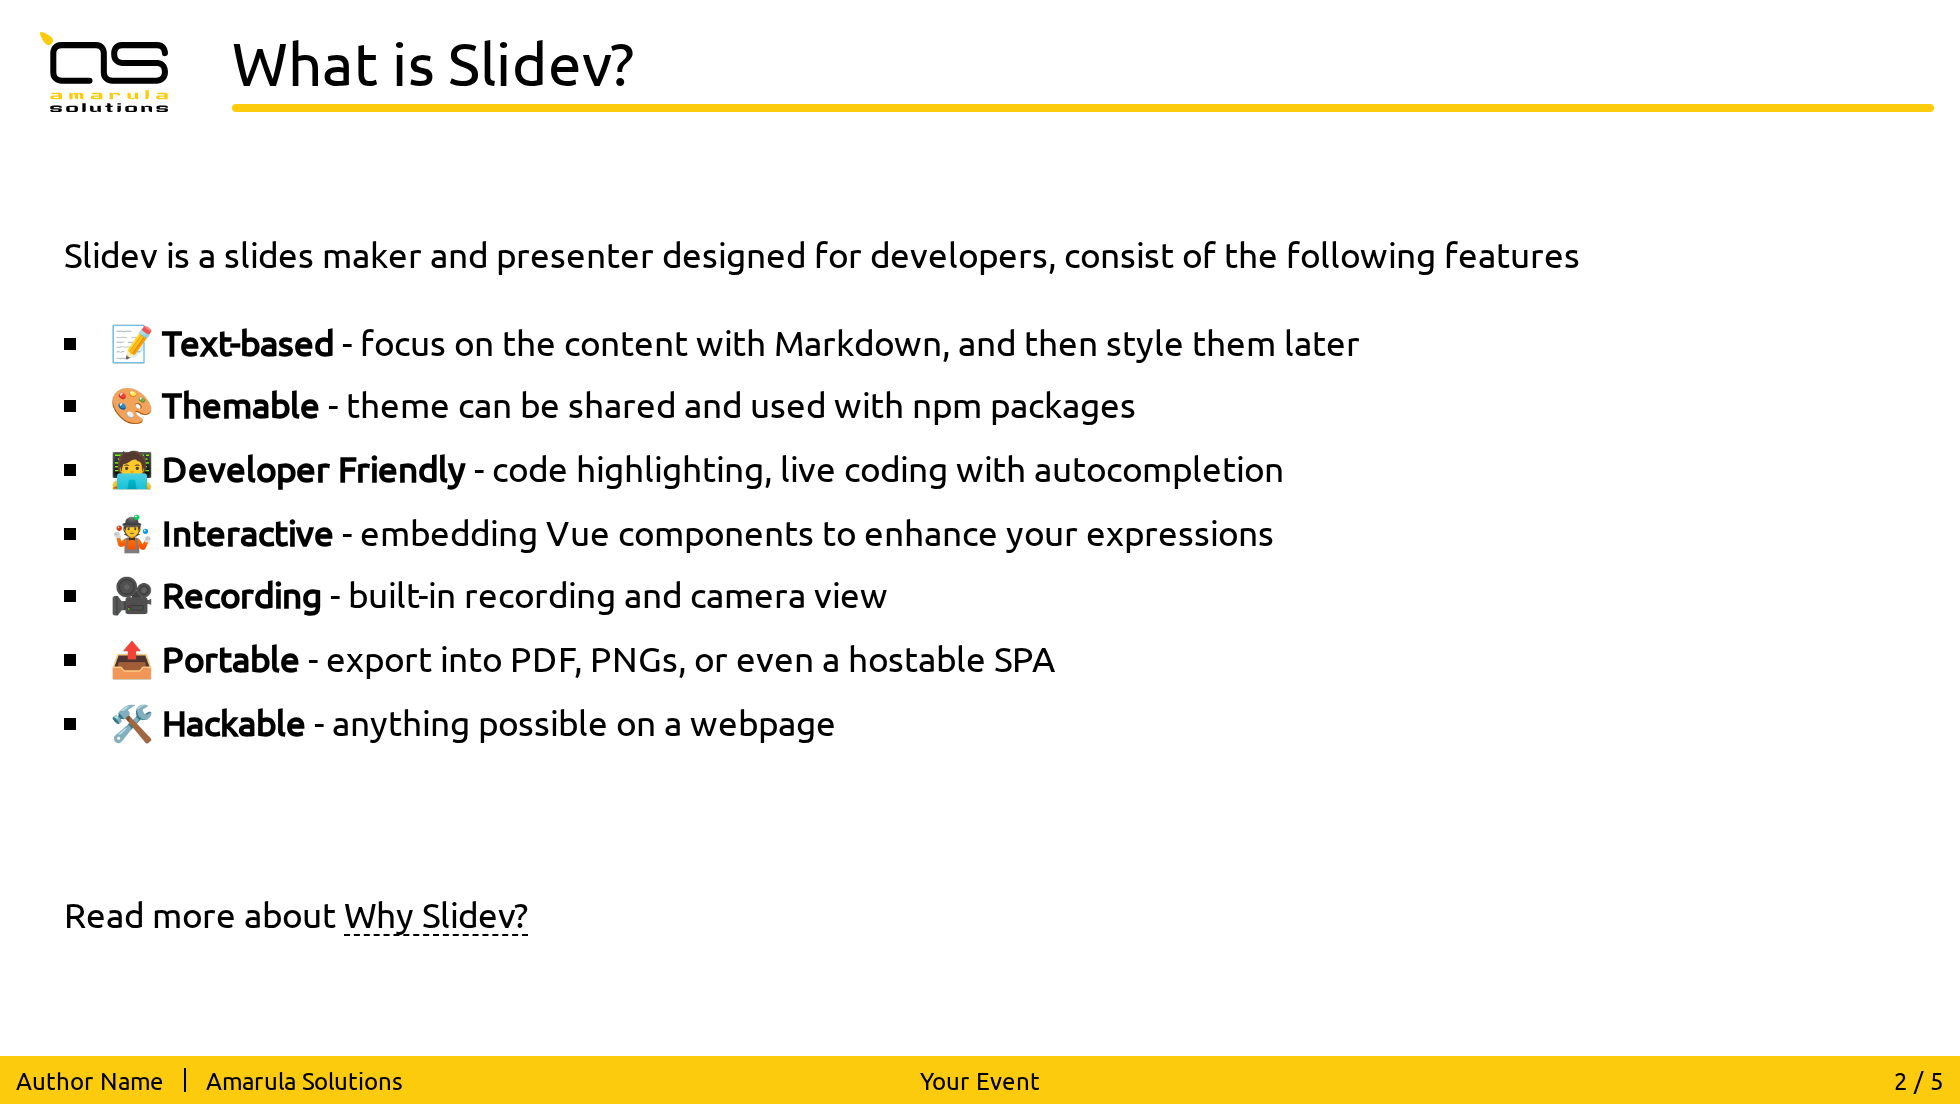 amarula
solutions
What is Slidev?
Slidev is a slides maker and presenter designed for developers, consist of the following features
📝 Text-based - focus on the content with Markdown, and then style them later
🎨 Themable - theme can be shared and used with npm packages
🧑‍💻 Developer Friendly - code highlighting, live coding with autocompletion
🤹 Interactive - embedding Vue components to enhance your expressions
🎥 Recording - built-in recording and camera view
📤 Portable - export into PDF, PNGs, or even a hostable SPA
🛠 Hackable - anything possible on a webpage
Read more about Why Slidev?
Author Name | Amarula Solutions
Your Event
2 / 5